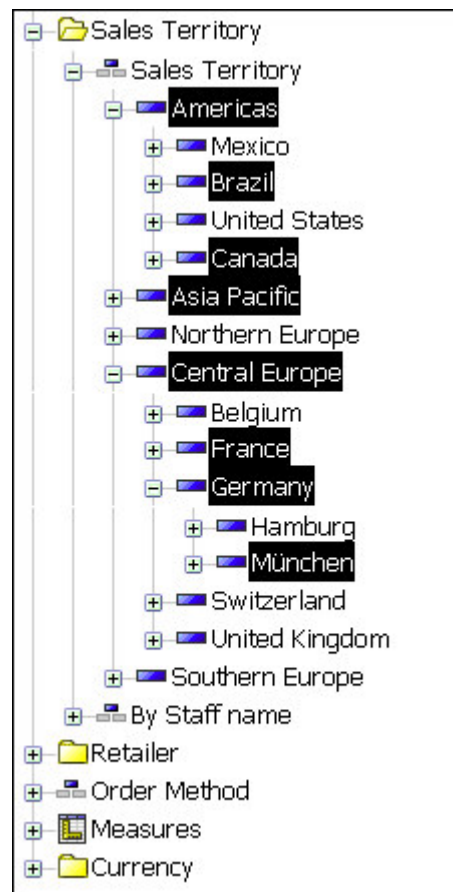 Sales Territory
Sales Territory
Americas
Mexico
Brazil
United States
Canada
Asia Pacific
Northern Europe
Central Europe
Belgium
France
Germany
Hamburg
München
Switzerland
United Kingdom
Southern Europe
By Staff name
Retailer
Order Method
Measures
Currency